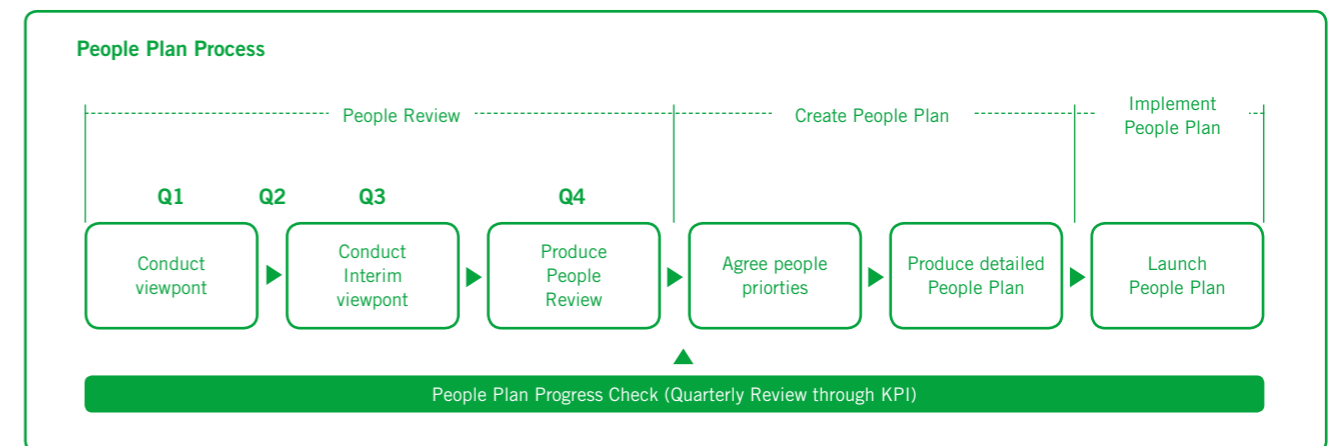 People Plan Process
People Review
Create People Plan
Implement
People Plan
Q1
Q2
Q3
Q4
Conduct
viewpont
Conduct
Interim
viewpont
Produce
People
Review
Agree people
priorties
Produce detailed
People Plan
Launch
People Plan
People Plan Progress Check (Quarterly Review through KPI)